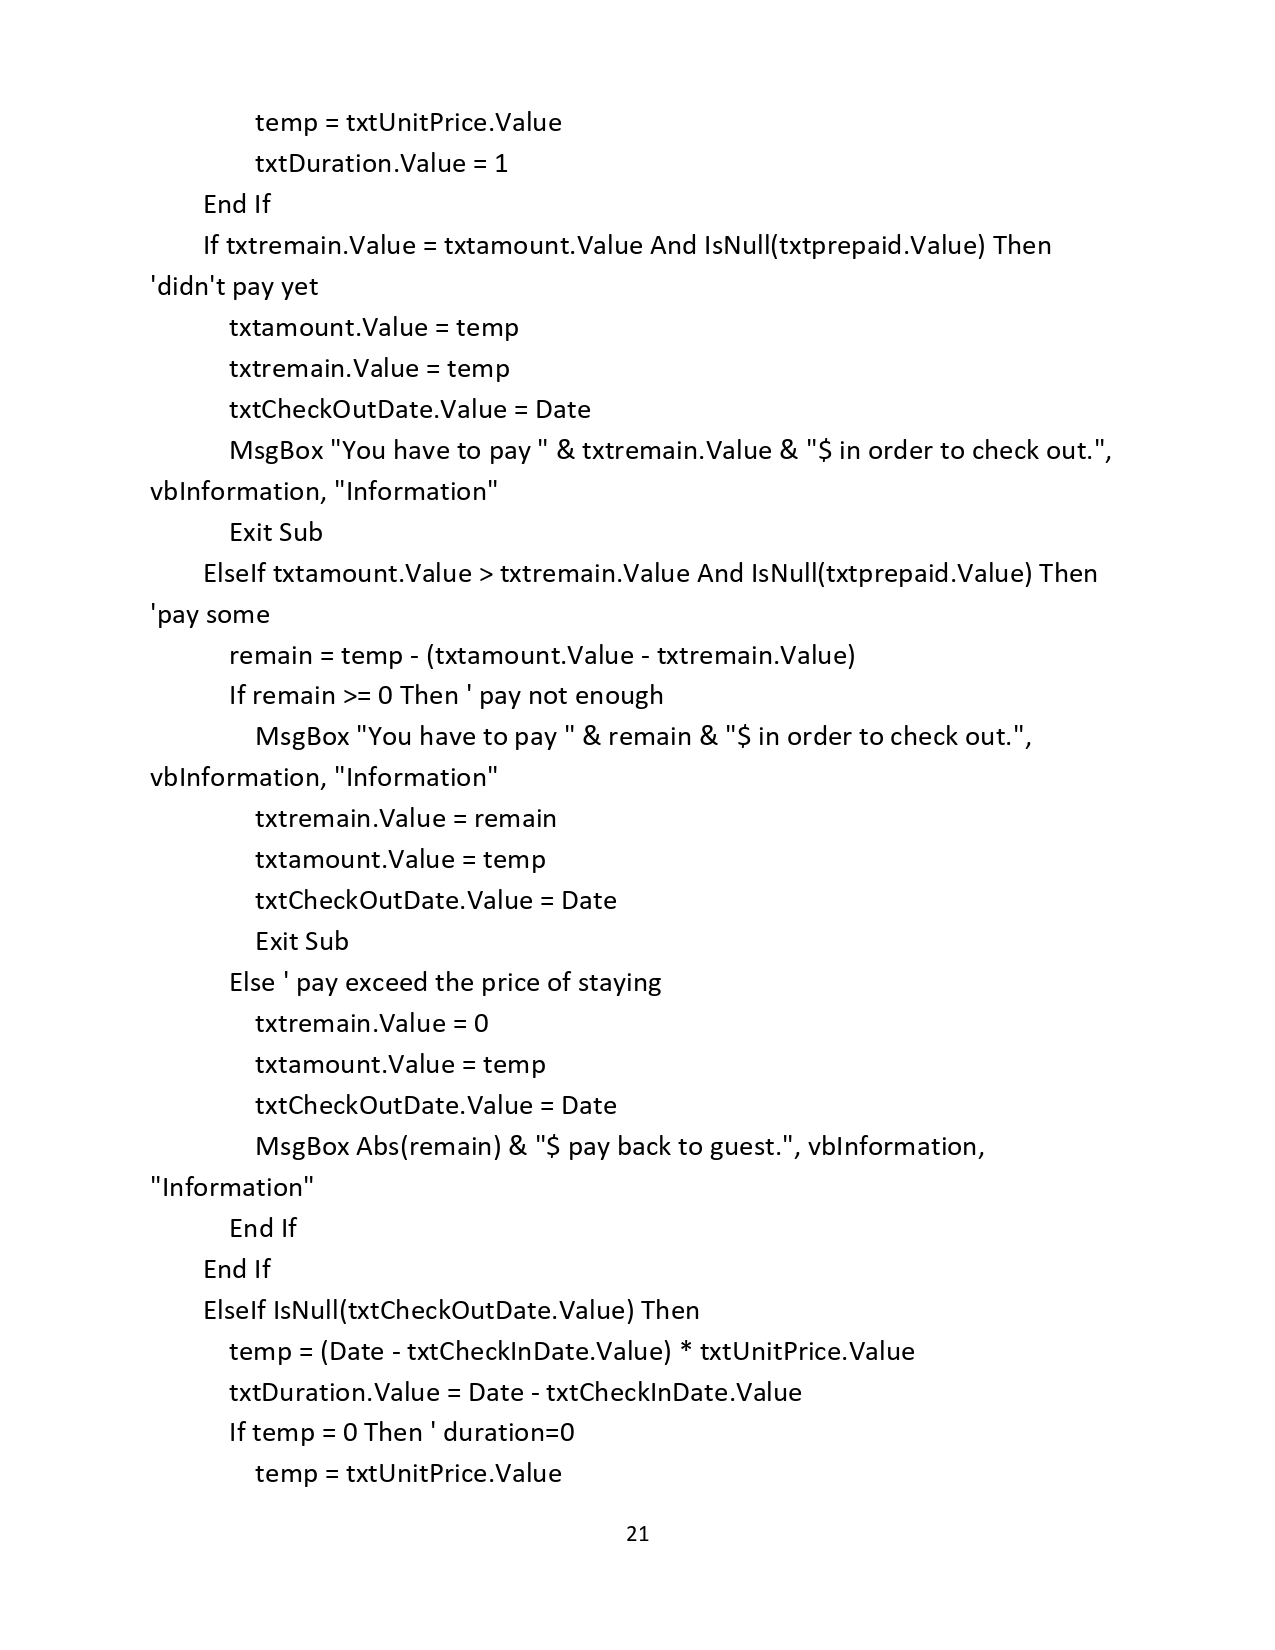 temp = txtUnitPrice.Value
txtDuration.Value = 1
End If
If txtremain.Value = txtamount.Value And IsNull(txtprepaid.Value) Then
'didn't pay yet
txtamount.Value = temp
txtremain.Value = temp
txtCheckOutDate.Value = Date
MsgBox "You have to pay " & txtremain.Value & "$ in order to check out.",
vbInformation, "Information"
Exit Sub
ElseIf txtamount.Value > txtremain.Value And IsNull(txtprepaid.Value) Then
'pay some
remain = temp - (txtamount.Value - txtremain.Value)
If remain >= 0 Then ' pay not enough
MsgBox "You have to pay " & remain & "$ in order to check out.",
vbInformation, "Information"
txtremain.Value = remain
txtamount.Value = temp
txtCheckOutDate.Value = Date
Exit Sub
Else ' pay exceed the price of staying
txtremain.Value = 0
txtamount.Value = temp
txtCheckOutDate.Value = Date
MsgBox Abs(remain) & "$ pay back to guest.", vbInformation,
"Information"
End If
End If
ElseIf IsNull(txtCheckOutDate.Value) Then
temp = (Date - txtCheckInDate.Value) * txtUnitPrice.Value
txtDuration.Value = Date - txtCheckInDate.Value
If temp = 0 Then ' duration=0
temp = txtUnitPrice.Value
21